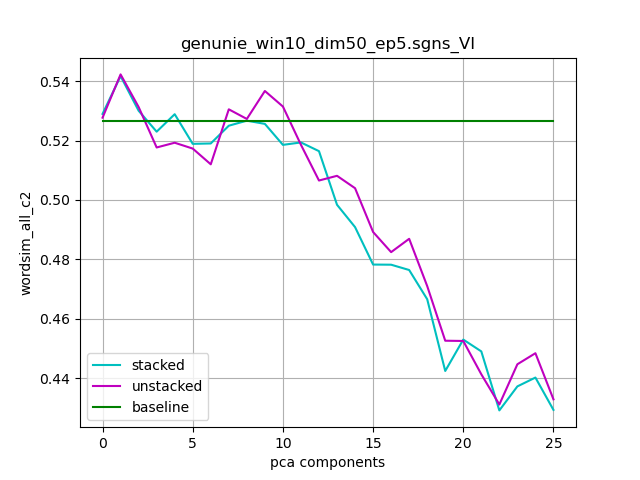 genunie_win10_dim50_ep5.sgns_VI
wordsim_all_c2
0.54
0.52
0.50
0.48
0.46
0.44
stacked
unstacked
baseline
0 5 10 15 20 25
pca components